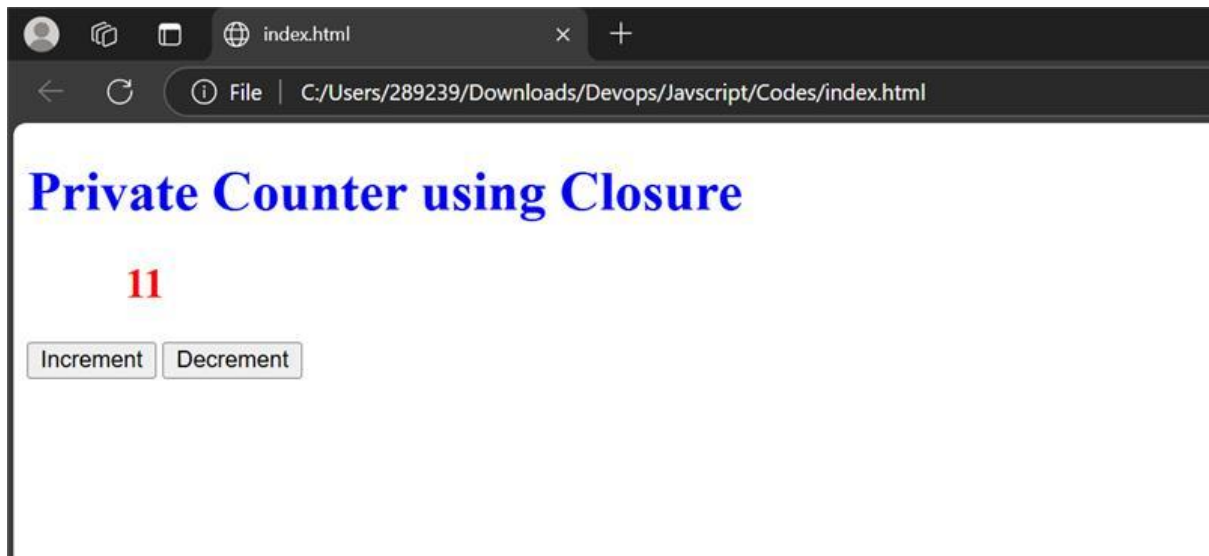 index.html
File | C:/Users/289239/Downloads/Devops/Javscript/Codes/index.html
Private Counter using Closure
11
Increment Decrement